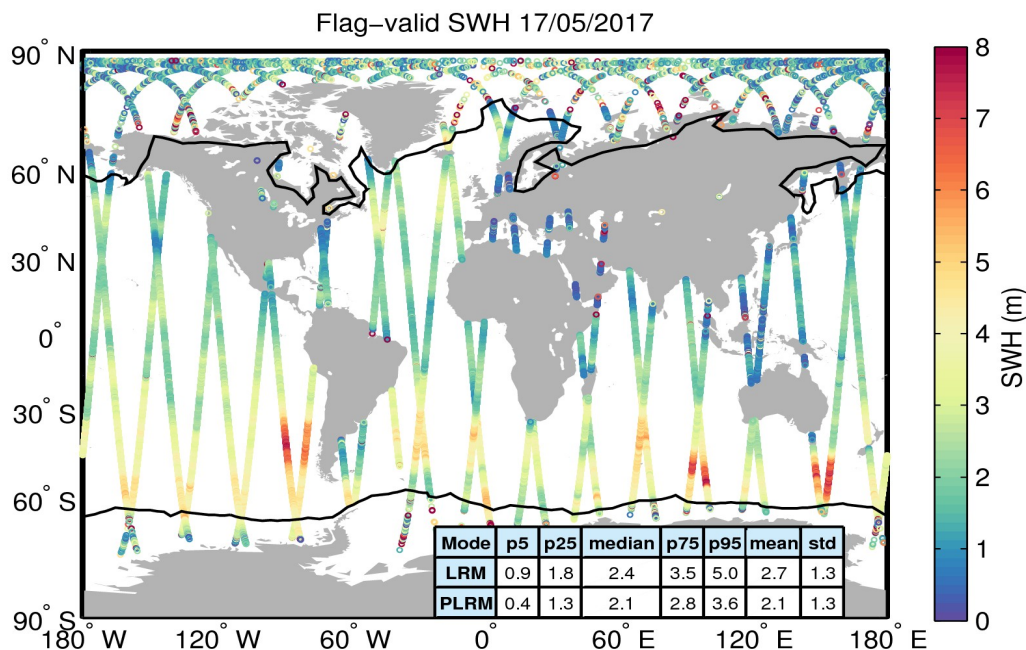 Flag–valid SWH 17/05/2017
90° N
60° N
30° N
0°
30° S
60° S
90° S
180° W
120° W
60° W
0°
60° E
120° E
180° E
8
7
6
5
4
3
2
1
0
SWH (m)
Mode p5 p25 median p75 p95 mean std
LRM 0.9 1.8 2.4 3.5 5.0 2.7 1.3
PLRM 0.4 1.3 2.1 2.8 3.6 2.1 1.3